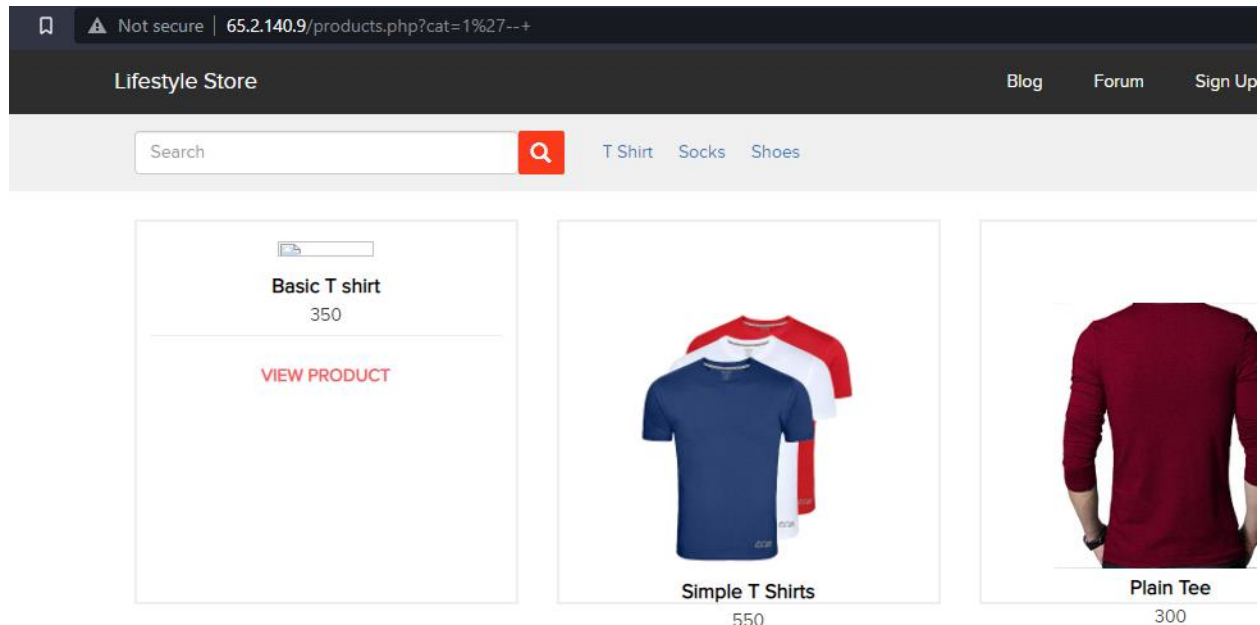 Not secure | 65.2.140.9/products.php?cat=1%27--+
Lifestyle Store Blog Forum Sign Up
Search T Shirt Socks Shoes
Basic T shirt
350
VIEW PRODUCT
Simple T Shirts
550
Plain Tee
300